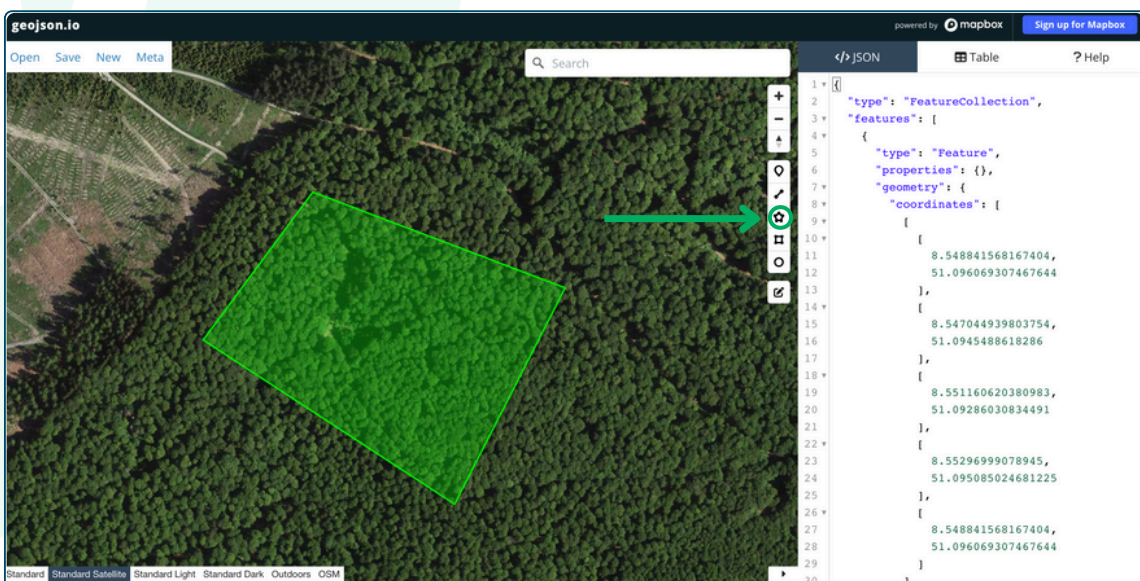 geojson.io
powered by mapbox
Sign up for Mapbox
Open Save New Meta
Search
</> JSON
Table
? Help
1 {
2 "type": "FeatureCollection",
3 "features": [
4 {
5 "type": "Feature",
6 "properties": {},
7 "geometry": {
8 "coordinates": [
9 [
10 [
11 8.548841568167404,
12 51.096069307467644
13 ],
14 [
15 8.547044939803754,
16 51.0945488618286
17 ],
18 [
19 8.551160620380983,
20 51.09286030834491
21 ],
22 [
23 8.55296999078945,
24 51.095085024681225
25 ],
26 [
27 8.548841568167404,
28 51.096069307467644
29 ]
30 ]
Standard Standard Satellite Standard Light Standard Dark Outdoors OSM